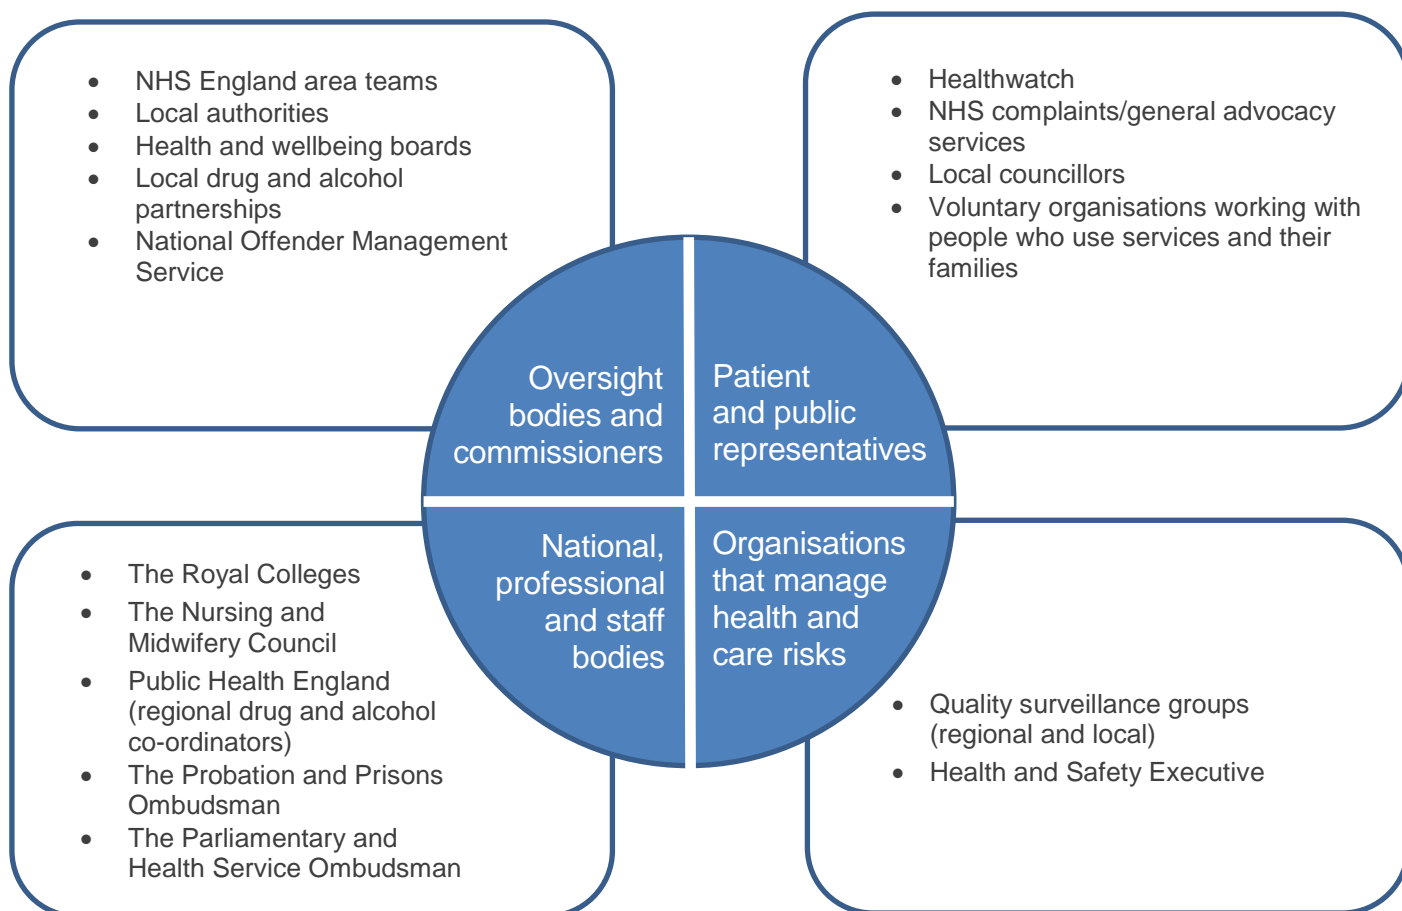 • NHS England area teams
• Local authorities
• Health and wellbeing boards
• Local drug and alcohol
partnerships
• National Offender Management
Service
• Healthwatch
• NHS complaints/general advocacy
services
• Local councillors
• Voluntary organisations working with
people who use services and their
families
Oversight
bodies and
commissioners
Patient
and public
representatives
National,
professional
and staff
bodies
Organisations
that manage
health and
care risks
• The Royal Colleges
• The Nursing and
Midwifery Council
• Public Health England
(regional drug and alcohol
co-ordinators)
• The Probation and Prisons
Ombudsman
• The Parliamentary and
Health Service Ombudsman
• Quality surveillance groups
(regional and local)
• Health and Safety Executive